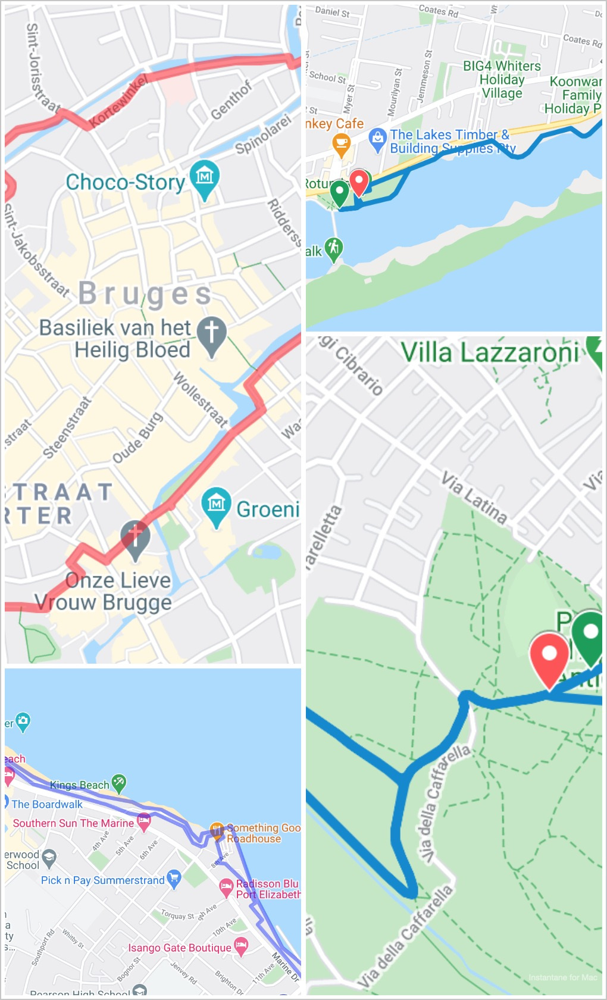 Sint-Jorisstraat
Kortewinkel
Genthof
Spinolarei
Choco-Story
M
Sint-Jakobsstraat
Bruges
Basiliek van het
Heilig Bloed
Wollestraat
Steenstraat
Oude Burg
straat
TRAAT
RTER
M
Groeni
Onze Lieve
Vrouw Brugge
Daniel St
Coates Rd
Coates Rd
School St
Myer St
Mourilyan St
Jemmeson St
BIG4 Whiters
Holiday
Village
Koonwar
Family
Holiday P
nkey Cafe
The Lakes Timber &
Building Supplies Pty
Rotun
alk
gi Cibrario
Villa Lazzaroni
Via Latina
Via
arelletta
Via della Caffarella
Via della Caffarella
Instantane for Mac
er
each
Kings Beach
The Boardwalk
Southern Sun The Marine
Something Goo
Roadhouse
4th Ave
5th Ave
6th Ave
8th Ave
erwood
School
Pick n Pay Summerstrand
Radisson Blu
Port Elizabeth
Torquay St
9th Ave
10th Ave
Whitby St
Southport Rd
Isango Gate Boutique
Marine Dr
Bognor St
Jenvey Rd
Brighton Dr
11th Ave
Pearson High School